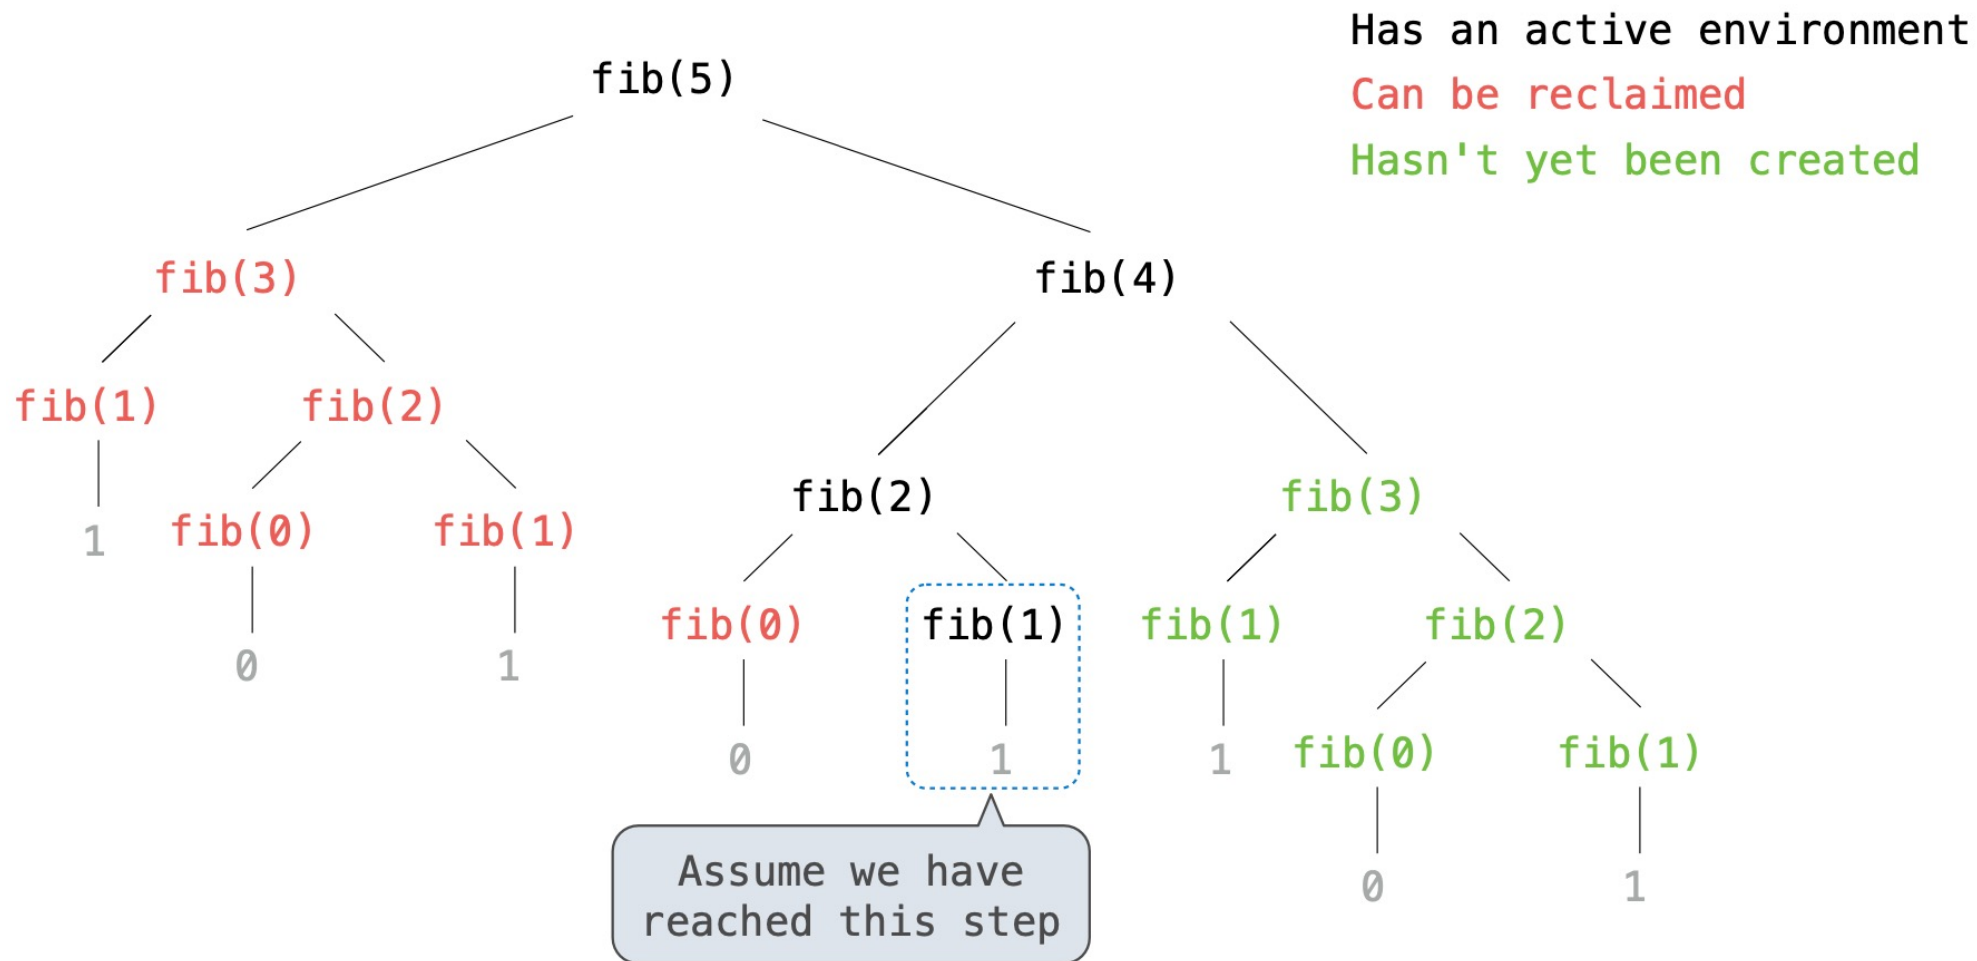 Has an active environment
fib(5)
Can be reclaimed
Hasn't yet been created
fib(3)
fib(4)
fib(1)
fib(2)
fib(2)
fib(3)
1
fib(0)
fib(1)
fib(0)
fib(1)
fib(1)
fib(2)
0
1
0
1
1
fib(0)
fib(1)
Assume we have
reached this step
0
1